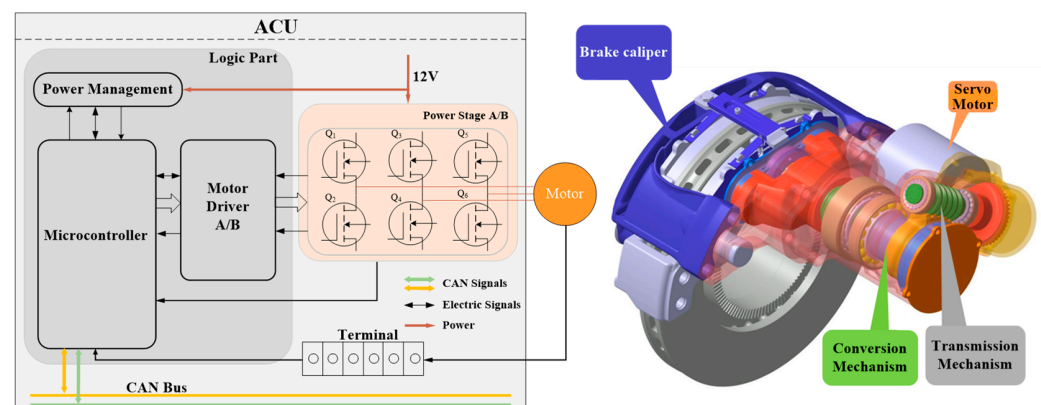 ACU
Logic Part
Power Management
12V
Power Stage A/B
Q1
Q3
Q5
Q2
Q4
Q6
Microcontroller
Motor
Driver
A/B
Motor
CAN Signals
Electric Signals
Power
Terminal
CAN Bus
Brake caliper
Servo
Motor
Conversion
Mechanism
Transmission
Mechanism